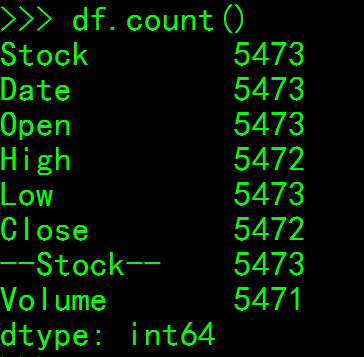 >>> df.count()
Stock 5473
Date 5473
Open 5473
High 5472
Low 5473
Close 5472
--Stock-- 5473
Volume 5471
dtype: int64